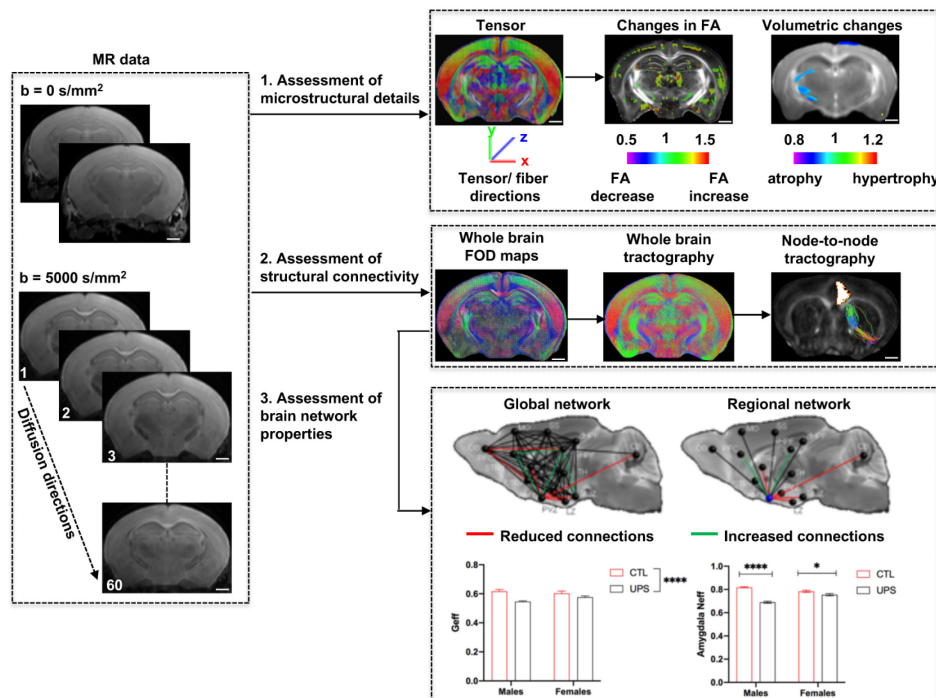 MR data
b = 0 s/mm²
b = 5000 s/mm²
1
2
3
60
Diffusion directions
1. Assessment of
microstructural details
2. Assessment of
structural connectivity
3. Assessment of
brain network
properties
Tensor
Changes in FA
Volumetric changes
y
z
x
Tensor/ fiber
directions
0.5 1 1.5
FA
decrease
FA
increase
0.8 1 1.2
atrophy
hypertrophy
Whole brain
FOD maps
Whole brain
tractography
Node-to-node
tractography
Global network
Regional network
MO
PVZ
LZ
LZ
Reduced connections
Increased connections
Geff
0.8
0.6
0.4
0.2
0.0
Males
Females
CTL
UPS
****
Amygdala Neff
1.0
0.8
0.6
0.4
0.2
0.0
****
*
Males
Females
CTL
UPS